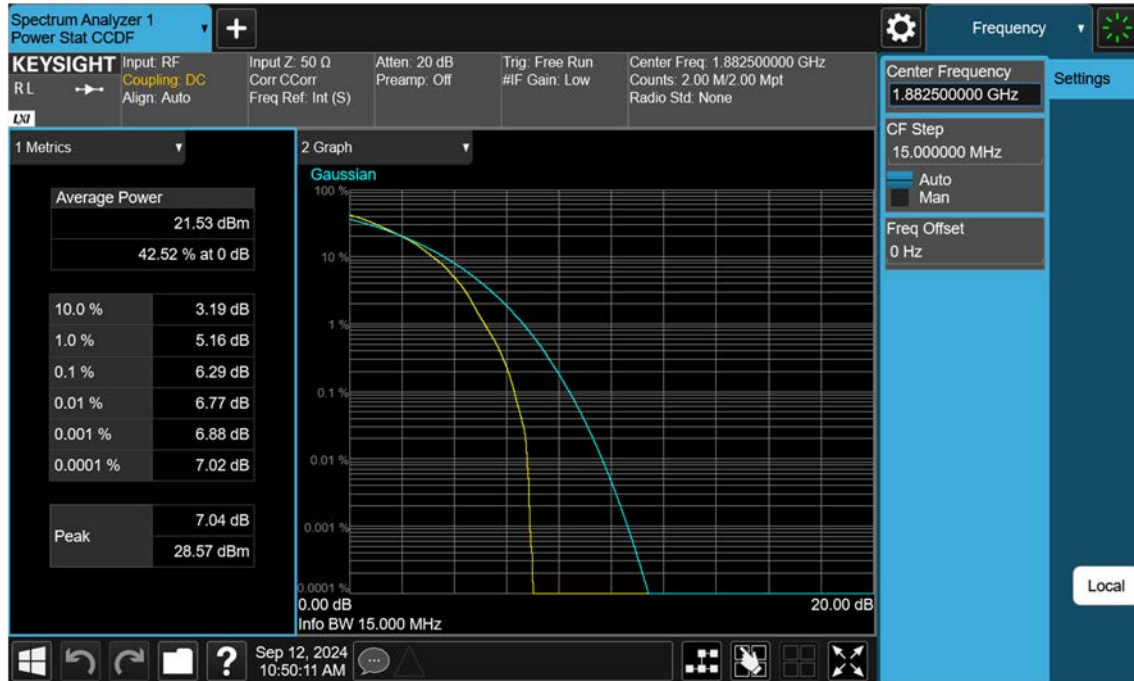 Spectrum Analyzer 1
Power Stat CCDF
+
Frequency
KEYSIGHT
R L
LXI
Input: RF
Coupling: DC
Align: Auto
Input Z: 50 Ω
Corr CCorr
Freq Ref: Int (S)
Atten: 20 dB
Preamp: Off
Trig: Free Run
#IF Gain: Low
Center Freq: 1.882500000 GHz
Counts: 2.00 M/2.00 Mpt
Radio Std: None
Center Frequency
1.882500000 GHz
Settings
CF Step
15.000000 MHz
Auto
Man
Freq Offset
0 Hz
1 Metrics
Average Power
21.53 dBm
42.52 % at 0 dB
10.0 % 3.19 dB
1.0 % 5.16 dB
0.1 % 6.29 dB
0.01 % 6.77 dB
0.001 % 6.88 dB
0.0001 % 7.02 dB
Peak
7.04 dB
28.57 dBm
2 Graph
Gaussian
100 %
10 %
1 %
0.1 %
0.01 %
0.001 %
0.0001 %
0.00 dB 20.00 dB
Info BW 15.000 MHz
Local
?
Sep 12, 2024
10:50:11 AM